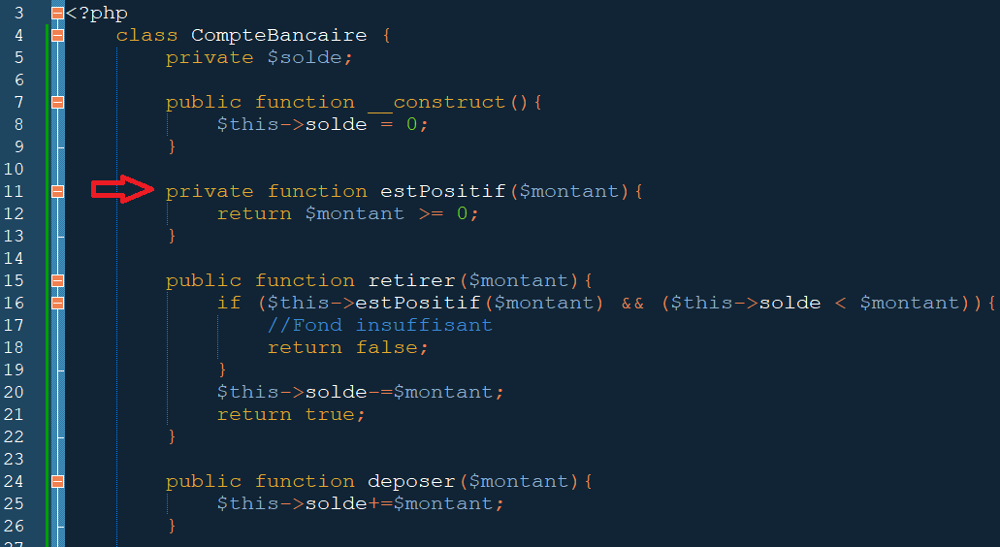 3 <?php
4 class CompteBancaire {
5 private $solde;
6
7 public function __construct(){
8 $this->solde = 0;
9 }
10
11 private function estPositif($montant){
12 return $montant >= 0;
13 }
14
15 public function retirer($montant){
16 if ($this->estPositif($montant) && ($this->solde < $montant)){
17 //Fond insuffisant
18 return false;
19 }
20 $this->solde-=$montant;
21 return true;
22 }
23
24 public function deposer($montant){
25 $this->solde+=$montant;
26 }
27